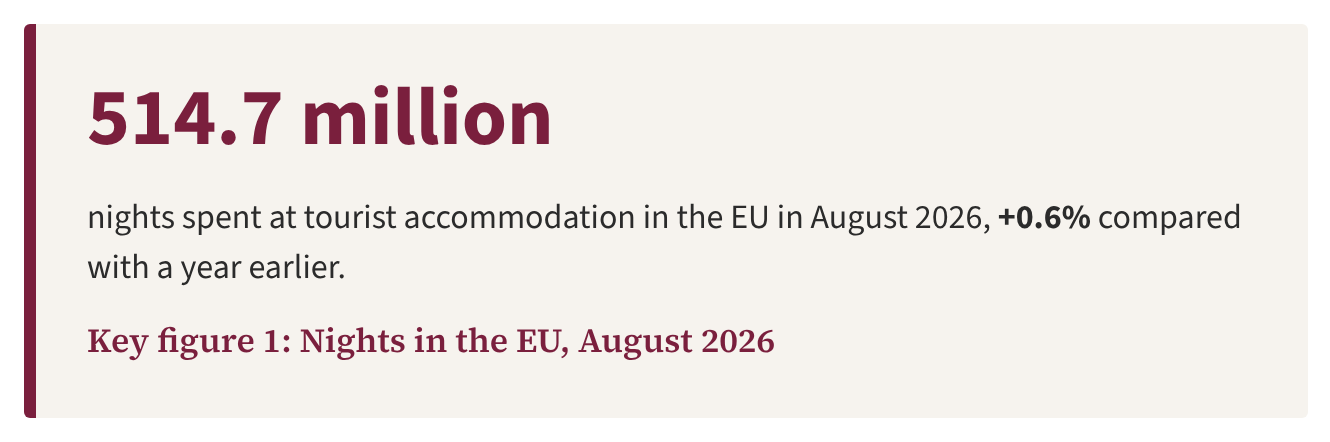 514.7 million
nights spent at tourist accommodation in the EU in August 2026, +0.6% compared
with a year earlier.
Key figure 1: Nights in the EU, August 2026